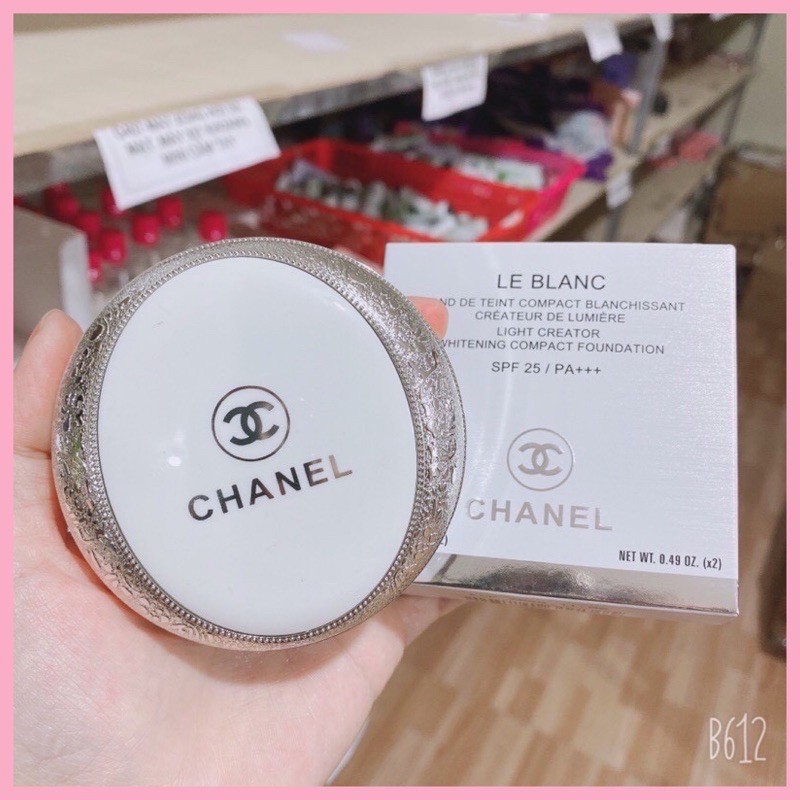 LE BLANC
ND DE TEINT COMPACT BLANCHISSANT
CRÉATEUR DE LUMIÈRE
LIGHT CREATOR
WHITENING COMPACT FOUNDATION
SPF 25 / PA+++
CHANEL
CHANEL
NET WT. 0.49 OZ. (x2)
B612